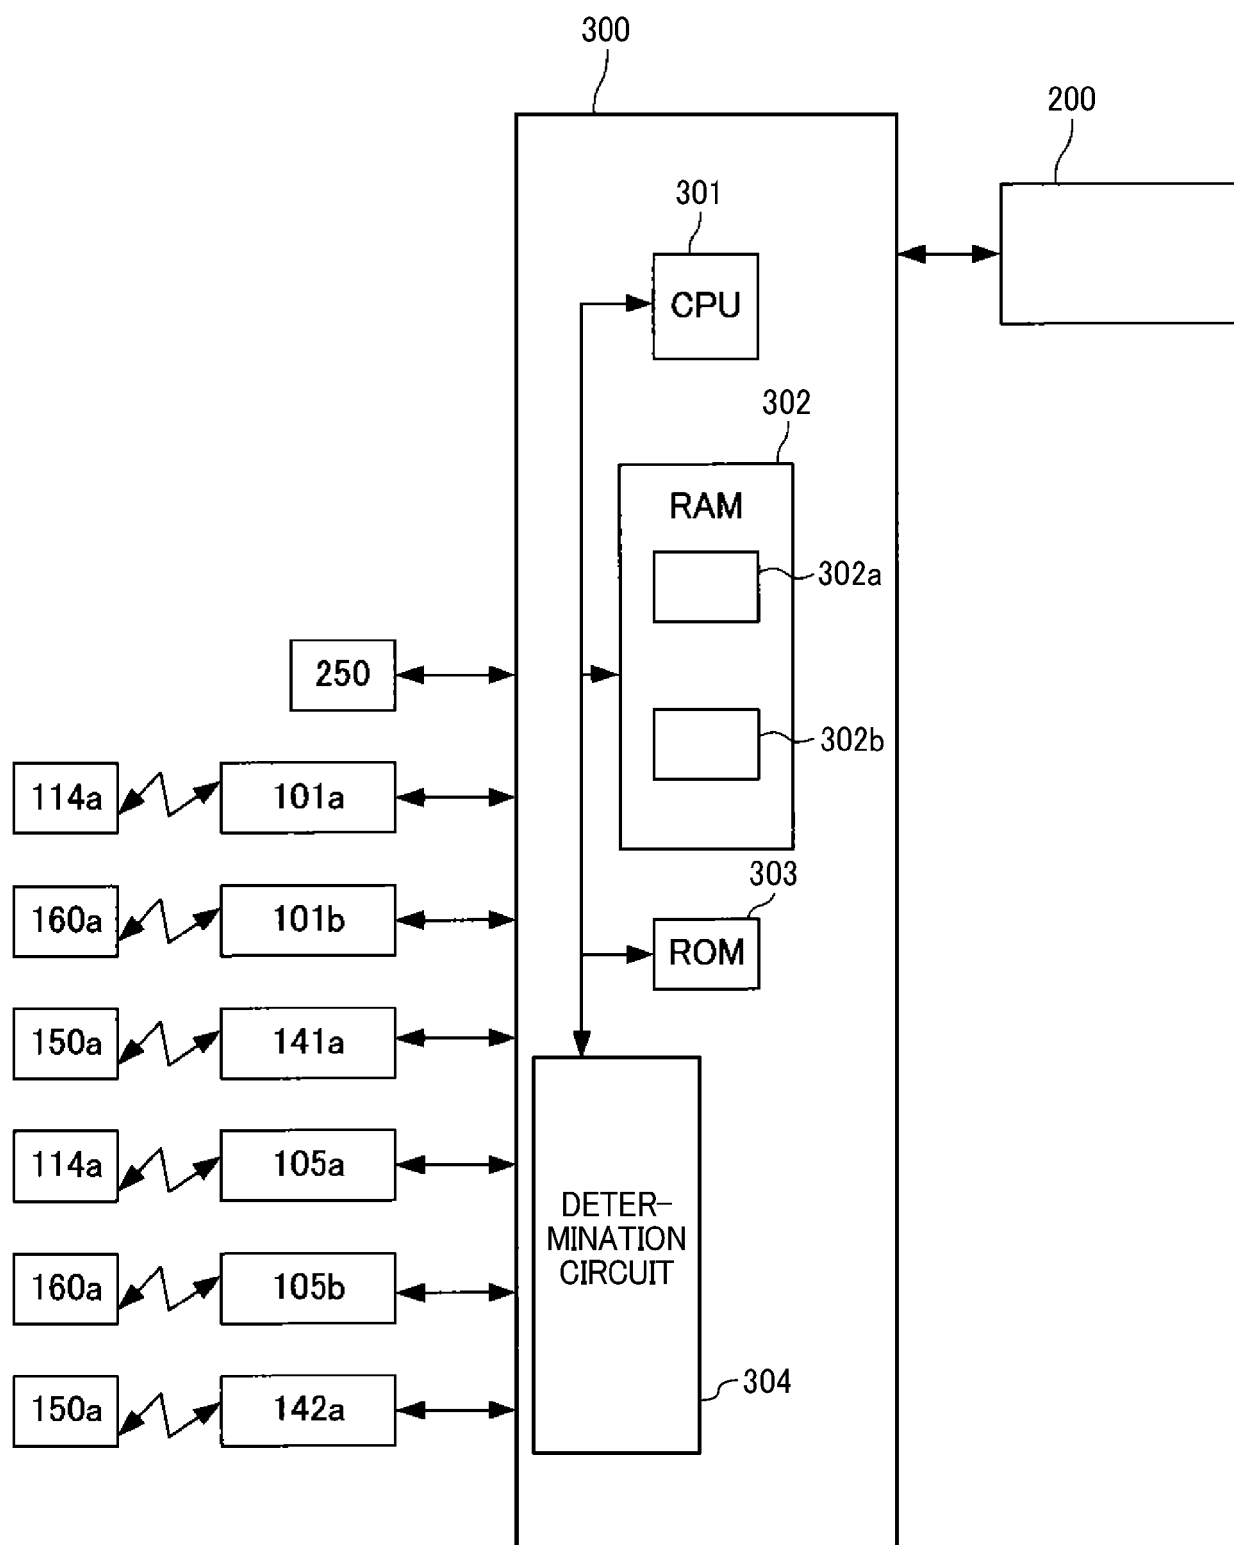 300
200
301
CPU
302
RAM
302a
250
302b
114a
101a
303
160a
101b
ROM
150a
141a
114a
105a
DETER-
MINATION
CIRCUIT
160a
105b
304
150a
142a